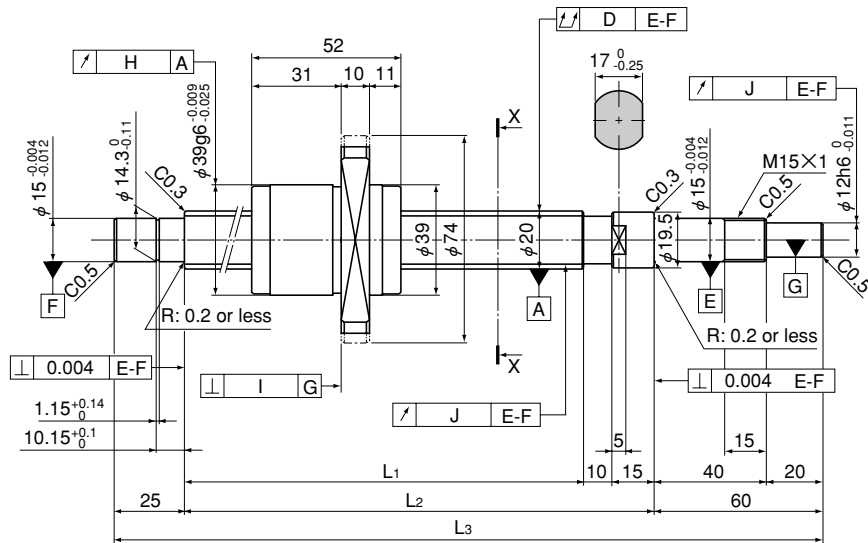 52
D E-F
17 0 -0.25
H A
31 10 11
J E-F
X
φ15 -0.004 -0.012
φ14.3 0 -0.11
C0.3
φ39g6 -0.009 -0.025
C0.3
φ15 -0.004 -0.012
M15×1
C0.5
φ12h6 0 -0.011
φ39
φ74
φ20
φ19.5
F
C0.5
A
E
G
C0.5
R: 0.2 or less
R: 0.2 or less
X
⊥ 0.004 E-F
⊥ I G
⊥ 0.004 E-F
1.15 +0.14 0
J E-F
10.15 +0.1 0
5
15
L1 10 15 40 20
25 L2 60
L3